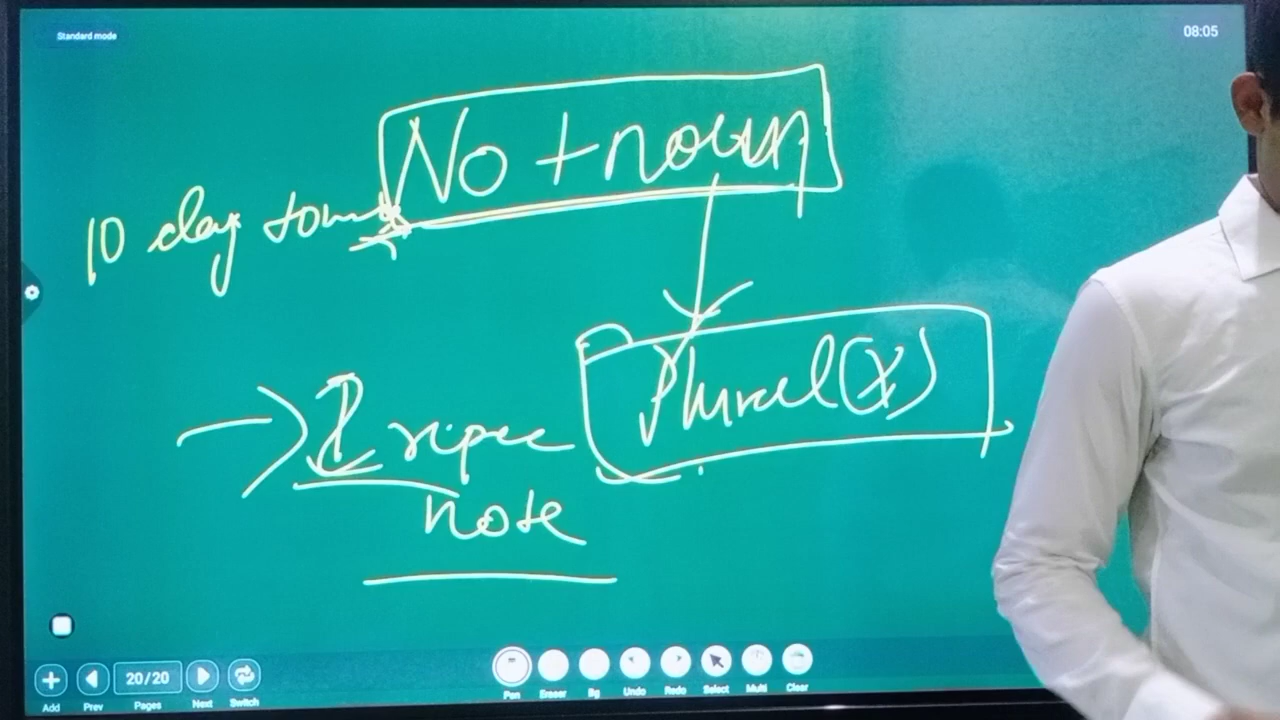 Standard mode
08:05
No + noun
10 day tour
Plural (x)
1 rupee
note
Add Prev 20/20 Pages Next Switch Pen Eraser Bg Undo Redo Select Multi Clear